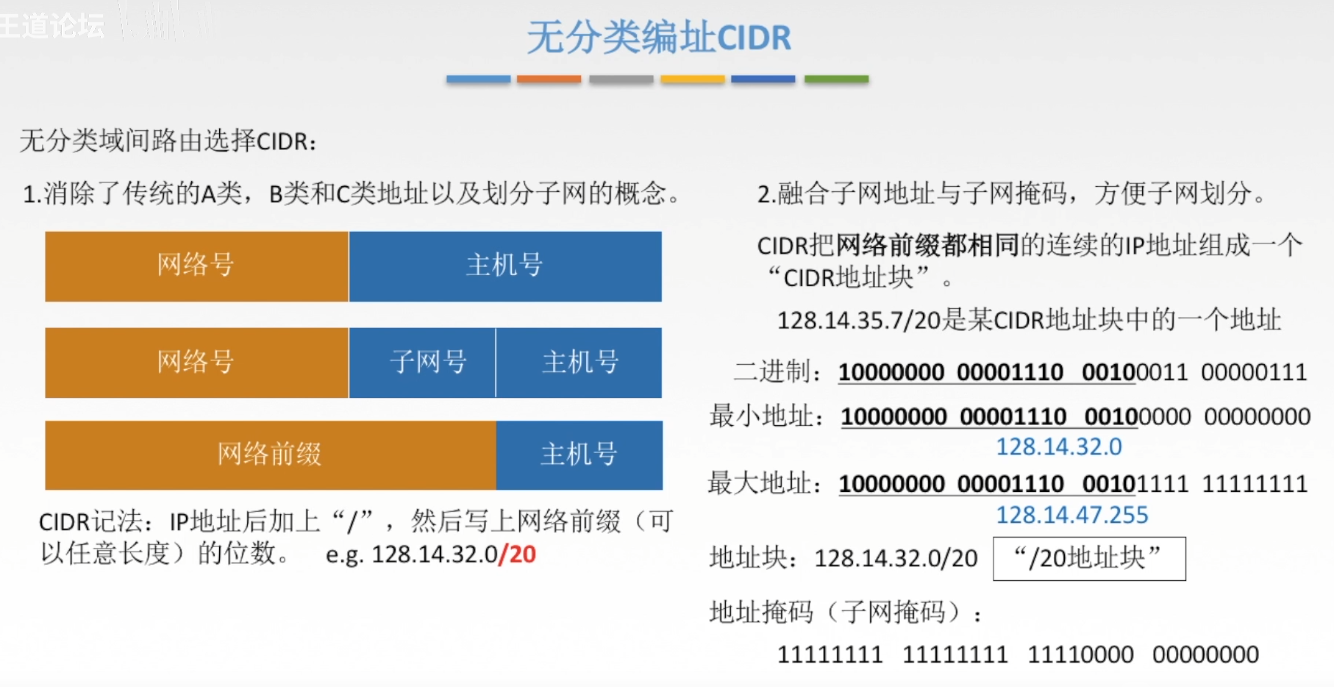 王道论坛
无分类编址CIDR
无分类域间路由选择CIDR：
1.消除了传统的A类，B类和C类地址以及划分子网的概念。
网络号 主机号
网络号 子网号 主机号
网络前缀 主机号
CIDR记法：IP地址后加上“/”，然后写上网络前缀（可
以任意长度）的位数。 e.g. 128.14.32.0/20
2.融合子网地址与子网掩码，方便子网划分。
CIDR把网络前缀都相同的连续的IP地址组成一个
“CIDR地址块”。
128.14.35.7/20是某CIDR地址块中的一个地址
二进制：10000000 00001110 00100011 00000111
最小地址：10000000 00001110 00100000 00000000
128.14.32.0
最大地址：10000000 00001110 00101111 11111111
128.14.47.255
地址块：128.14.32.0/20 “/20地址块”
地址掩码（子网掩码）：
11111111 11111111 11110000 00000000